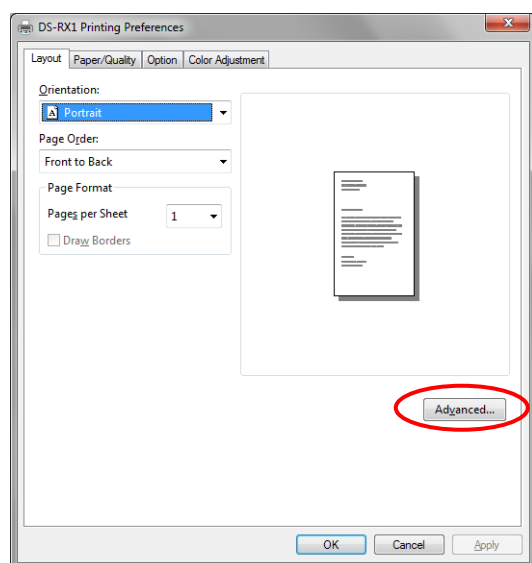 DS-RX1 Printing Preferences
Layout Paper/Quality Option Color Adjustment
Orientation:
A Portrait
Page Order:
Front to Back
Page Format
Pages per Sheet 1
Draw Borders
Advanced...
OK Cancel Apply